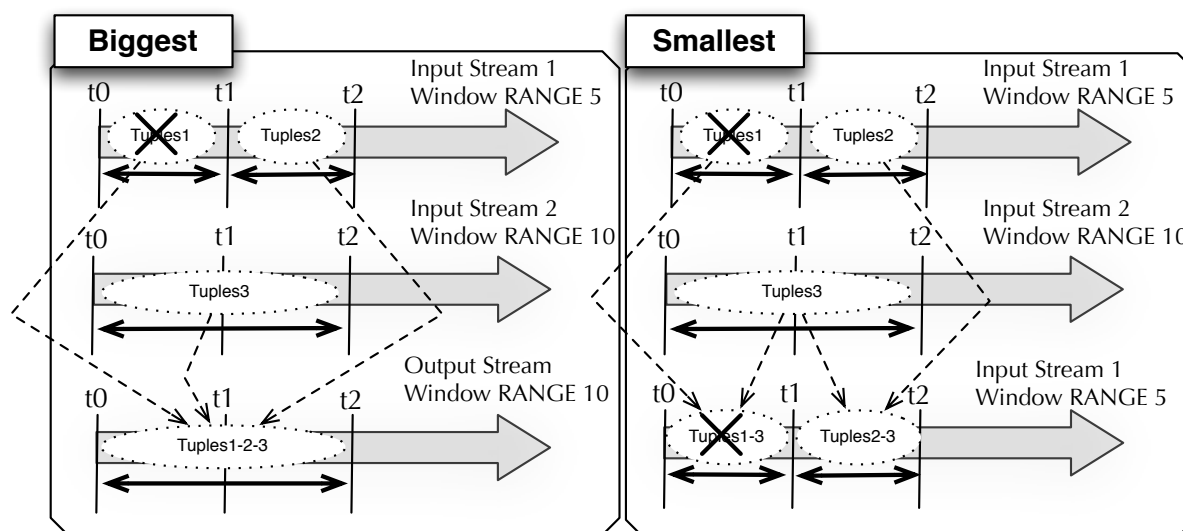 Biggest
Input Stream 1
Window RANGE 5
t0 t1 t2
Tuples1 Tuples2
Input Stream 2
Window RANGE 10
t0 t1 t2
Tuples3
Output Stream
Window RANGE 10
t0 t1 t2
Tuples1-2-3
Smallest
Input Stream 1
Window RANGE 5
t0 t1 t2
Tuples1 Tuples2
Input Stream 2
Window RANGE 10
t0 t1 t2
Tuples3
Input Stream 1
Window RANGE 5
t0 t1 t2
Tuples1-3 Tuples2-3